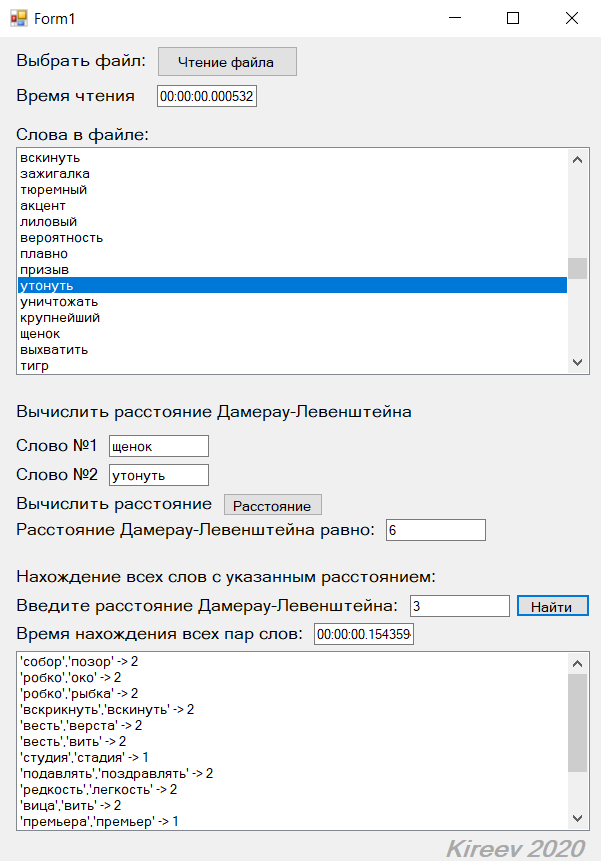 Form1
Выбрать файл: Чтение файла
Время чтения 00:00:00.000532
Слова в файле:
вскинуть
зажигалка
тюремный
акцент
лиловый
вероятность
плавно
призыв
утонуть
уничтожать
крупнейший
щенок
выхватить
тигр
Вычислить расстояние Дамерау-Левенштейна
Слово №1 щенок
Слово №2 утонуть
Вычислить расстояние Расстояние
Расстояние Дамерау-Левенштейна равно: 6
Нахождение всех слов с указанным расстоянием:
Введите расстояние Дамерау-Левенштейна: 3 Найти
Время нахождения всех пар слов: 00:00:00.154359
'собор','позор' -> 2
'робко','око' -> 2
'робко','рыбка' -> 2
'вскрикнуть','вскинуть' -> 2
'весть','верста' -> 2
'весть','вить' -> 2
'студия','стадия' -> 1
'подавлять','поздравлять' -> 2
'редкость','легкость' -> 2
'вица','вить' -> 2
'премьера','премьер' -> 1
Kireev 2020